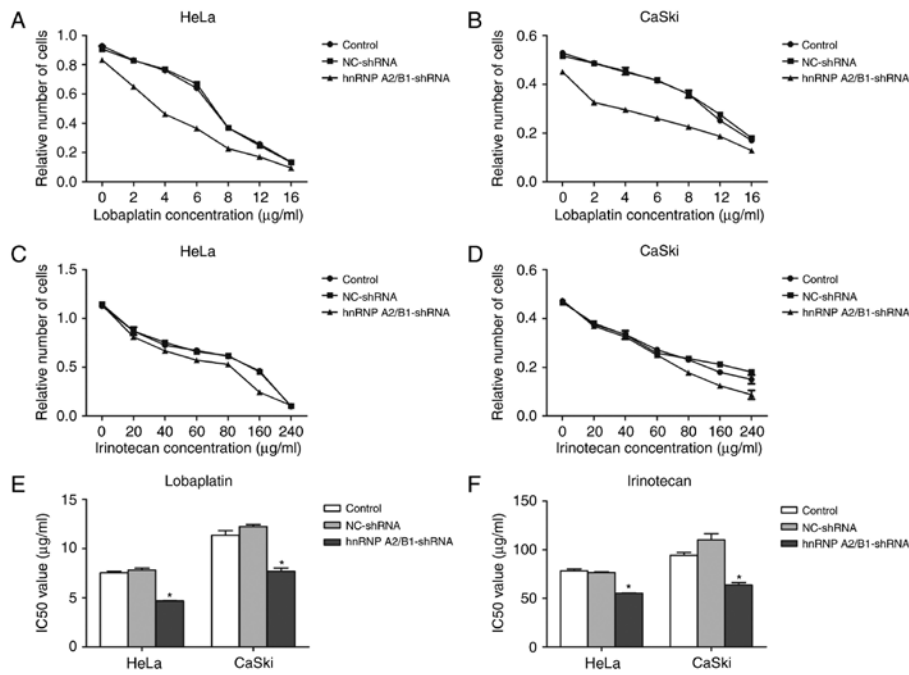 A
HeLa
Relative number of cells
1.0
0.8
0.6
0.4
0.2
0.0
0 2 4 6 8 12 16
Lobaplatin concentration (μg/ml)
Control
NC-shRNA
hnRNP A2/B1-shRNA
B
CaSki
Relative number of cells
0.6
0.4
0.2
0.0
0 2 4 6 8 12 16
Lobaplatin concentration (μg/ml)
Control
NC-shRNA
hnRNP A2/B1-shRNA
C
HeLa
Relative number of cells
1.5
1.0
0.5
0.0
0 20 40 60 80 160 240
Irinotecan concentration (μg/ml)
Control
NC-shRNA
hnRNP A2/B1-shRNA
D
CaSki
Relative number of cells
0.6
0.4
0.2
0.0
0 20 40 60 80 160 240
Irinotecan concentration (μg/ml)
Control
NC-shRNA
hnRNP A2/B1-shRNA
E
Lobaplatin
IC50 value (μg/ml)
15
10
5
0
* *
HeLa CaSki
Control
NC-shRNA
hnRNP A2/B1-shRNA
F
Irinotecan
IC50 value (μg/ml)
150
100
50
0
* *
HeLa CaSki
Control
NC-shRNA
hnRNP A2/B1-shRNA